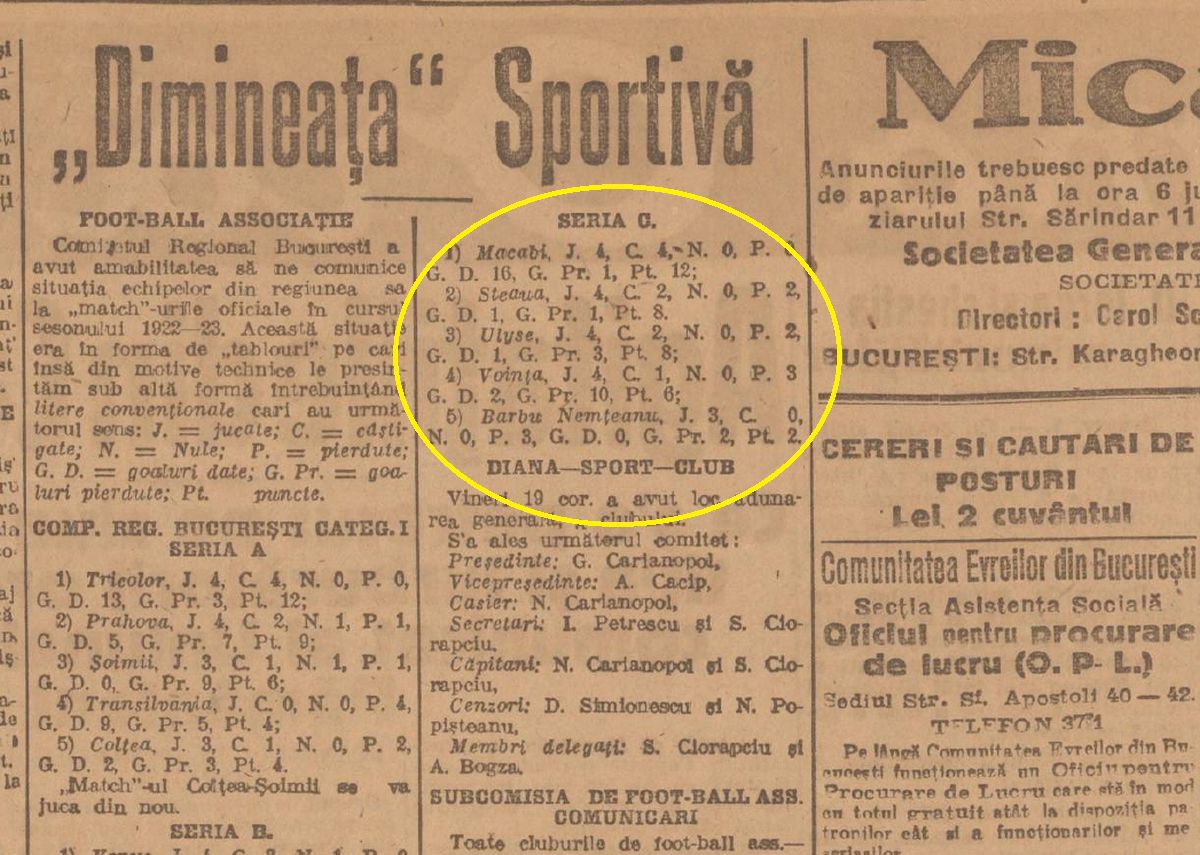 „Dimineața“ Sportivă
FOOT-BALL ASSOCIAȚIE
Comitetul Regional București a
avut amabilitatea să ne comunice
situația echipelor din regiunea sa
la „match”-urile oficiale în cursul
sesonului 1922—23. Această situație
era în forma de „tablouri” pe cari
însă din motive technice le prezin-
tăm sub altă formă întrebuințând
litere convenționale cari au urmă-
torul sens: J. = jucate; C. = câști-
gate; N. = Nule; P. = pierdute;
G. D. = goaluri date; G. Pr. = goa-
luri pierdute; Pt. puncte.
COMP. REG. BUCUREȘTI CATEG. I
SERIA A
1) Tricolor, J. 4, C. 4, N. 0, P. 0,
G. D. 13, G. Pr. 3, Pt. 12;
2) Prahova, J. 4, C. 2, N. 1, P. 1,
G. D. 5, G. Pr. 7, Pt. 9;
3) Șoimii, J. 3, C. 1, N. 1, P. 1,
G. D. 0, G. Pr. 9, Pt. 6;
4) Transilvania, J. C. 0, N. 0, P. 4,
G. D. 9, G. Pr. 5, Pt. 4;
5) Colțea, J. 3, C. 1, N. 0, P. 2,
G. D. 2, G. Pr. 3, Pt. 4.
„Match”-ul Colțea-Șoimii se va
juca din nou.
SERIA B.
SERIA C.
1) Macabi, J. 4, C. 4, N. 0, P. 0
G. D. 16, G. Pr. 1, Pt. 12;
2) Steaua, J. 4, C. 2, N. 0, P. 2,
G. D. 1, G. Pr. 1, Pt. 8.
3) Ulyse, J. 4, C. 2, N. 0, P. 2,
G. D. 1, G. Pr. 3, Pt. 8;
4) Voința, J. 4, C. 1, N. 0, P. 3
G. D. 2, G. Pr. 10, Pt. 6;
5) Barbu Nemțeanu, J. 3, C. 0,
N. 0, P. 3, G. D. 0, G. Pr. 2, Pt. 2.
DIANA—SPORT—CLUB
Vineri 19 cor. a avut loc aduna-
rea generală a clubului.
S'a ales următorul comitet:
Președinte: G. Carianopol,
Vicepreședinte: A. Cacip,
Casier: N. Carianopol,
Secretari: I. Petrescu și S. Cio-
rapciu,
Căpitani: N. Carianopol și S. Cio-
rapciu,
Cenzori: D. Simionescu și N. Po-
pișteanu,
Membri delegați: S. Ciorapciu și
A. Bogza.
SUBCOMISIA DE FOOT-BALL ASS.
COMUNICARI
Toate cluburile de foot-ball ass.—
Mica
Anunciurile trebuesc predate
de apariție până la ora 6
ziarului Str. Sărindar 11
Societatea
SOCIETATE
Directori: Carol
BUCUREȘTI: Str.
CERERI SI CAUTARI DE
POSTURI
Lei 2 cuvântul
Comunitatea Evreilor din București
Secția Asistența Socială
Oficiul pentru procurare
de lucru (O. P. L.)
Sediul Str. Sf. Apostoli 40—42.
TELEFON 37/1
Pe lângă Comunitatea Evreilor din Bu-
curești funcționează un Oficiu pentru
Procurare de Lucru care stă în mod
cu totul gratuit atât la dispoziția pa-
tronilor cât și a funcționarilor și me